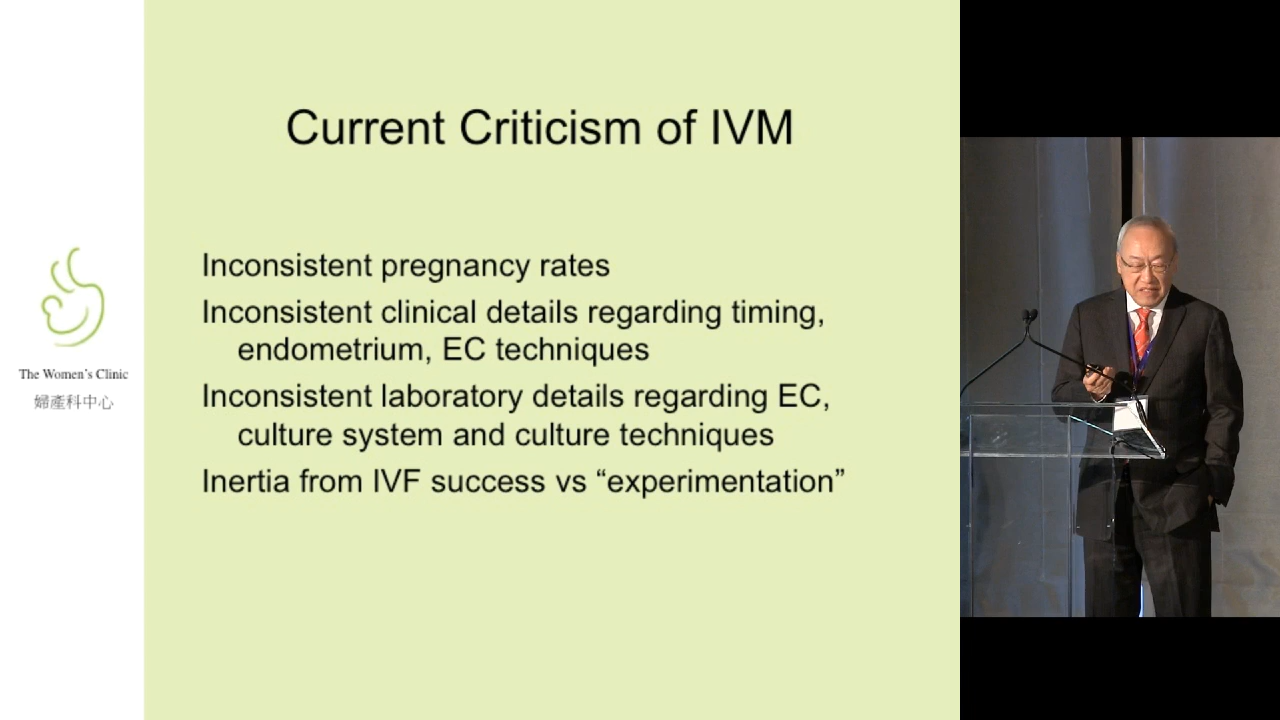 Current Criticism of IVM
Inconsistent pregnancy rates
Inconsistent clinical details regarding timing,
endometrium, EC techniques
Inconsistent laboratory details regarding EC,
culture system and culture techniques
Inertia from IVF success vs “experimentation”
The Women's Clinic
婦產科中心